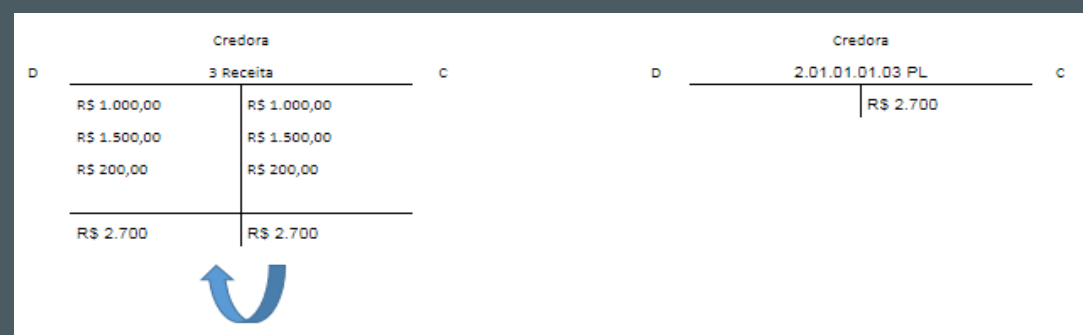 Credora
D 3 Receita C
R$ 1.000,00 R$ 1.000,00
R$ 1.500,00 R$ 1.500,00
R$ 200,00 R$ 200,00
R$ 2.700 R$ 2.700
Credora
D 2.01.01.01.03 PL C
R$ 2.700